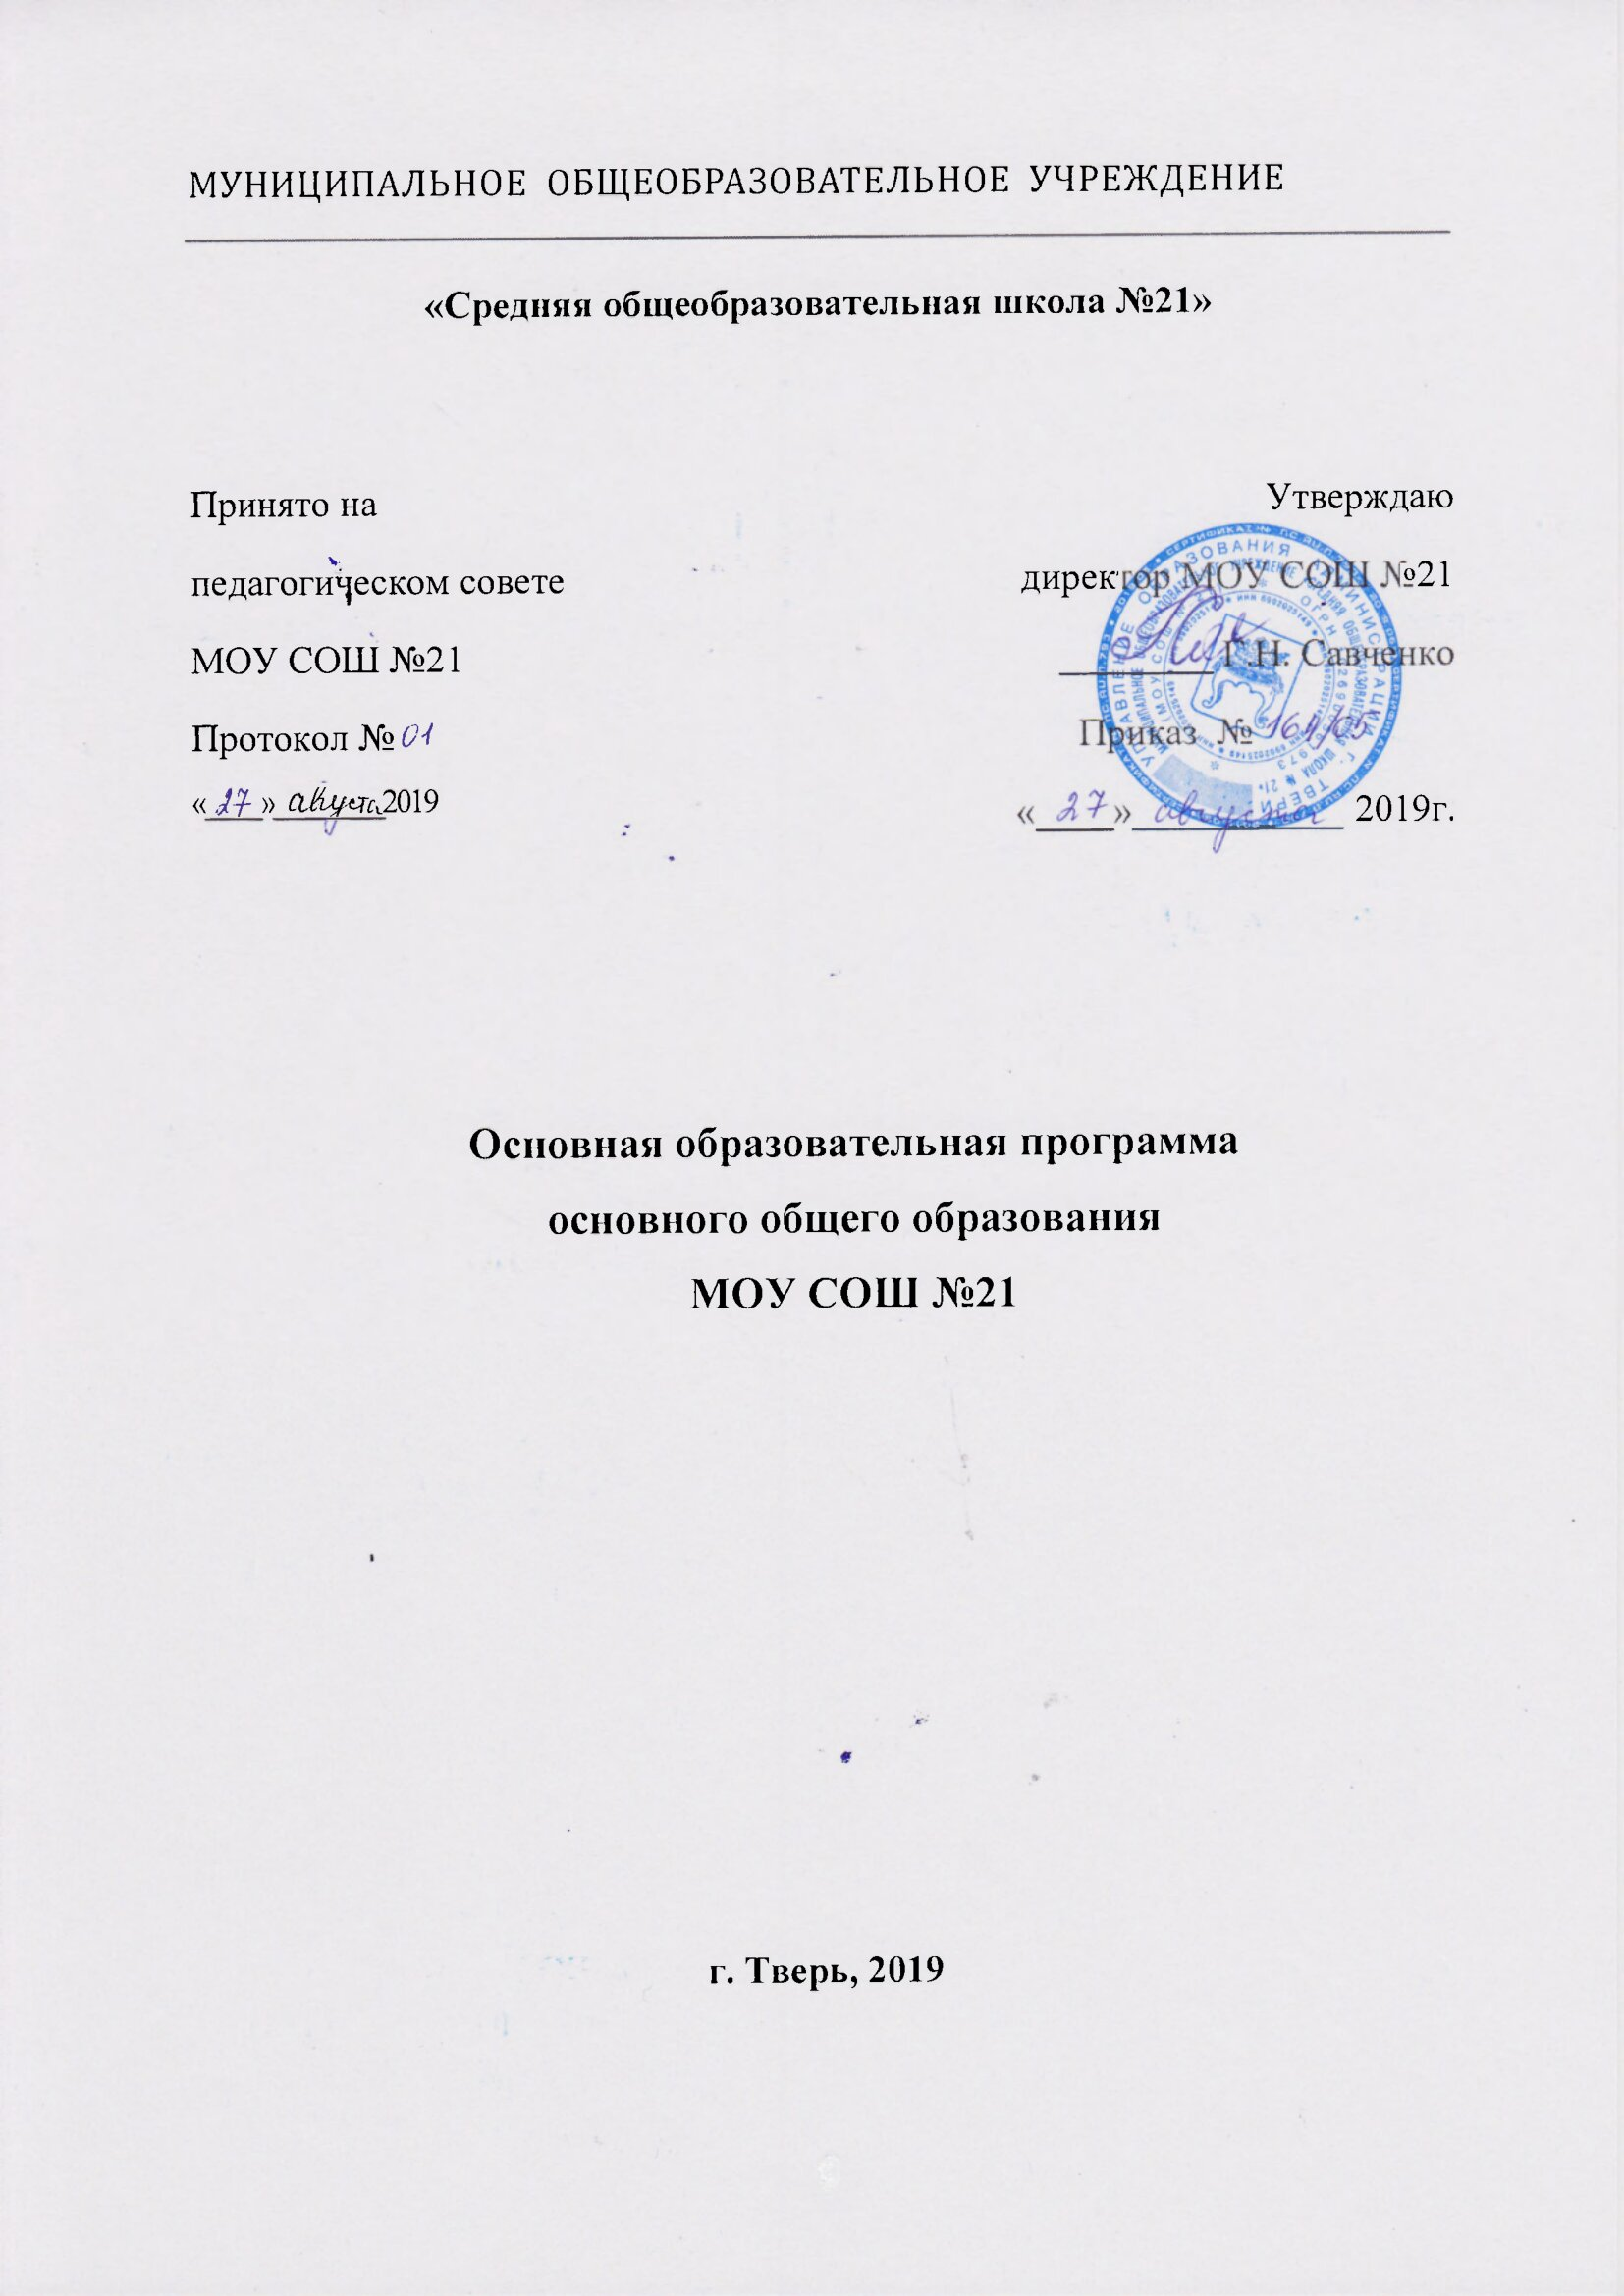 МУНИЦИПАЛЬНОЕ ОБЩЕОБРАЗОВАТЕЛЬНОЕ УЧРЕЖДЕНИЕ
«Средняя общеобразовательная школа №21»
Принято на
педагогическом совете
МОУ СОШ №21
Протокол № 01
«27» августа 2019
Утверждаю
директор МОУ СОШ №21
Г.Н. Савченко
Приказ №
«27» августа 2019г.
Основная образовательная программа
основного общего образования
МОУ СОШ №21
г. Тверь, 2019